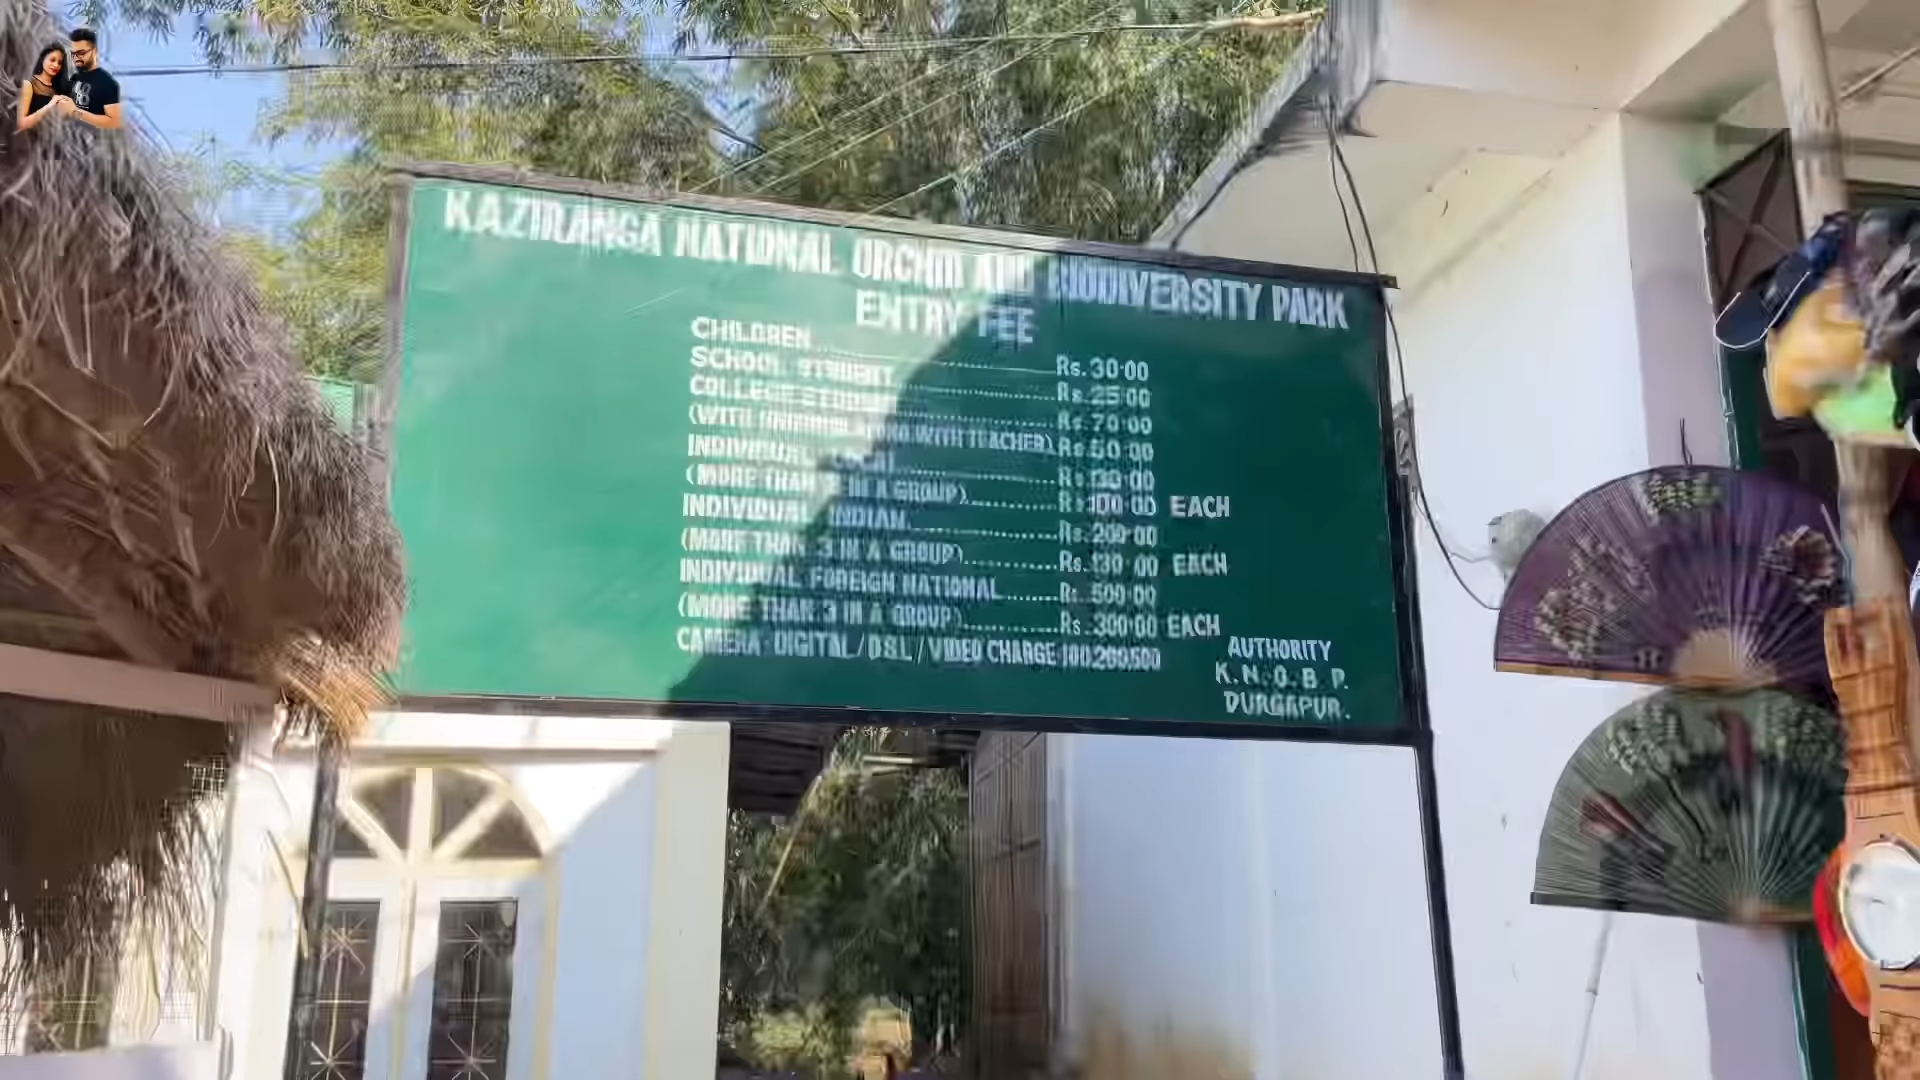 KAZIRANGA NATIONAL ORCHID AND BIODIVERSITY PARK
ENTRY FEE
CHILDREN..........Rs. 30.00
SCHOOL STUDENT..........Rs. 25.00
COLLEGE STUDENT..........Rs. 70.00
(WITH UNIFORM AND WITH TEACHER) Rs. 50.00
INDIVIDUAL..........Rs.
(MORE THAN 3 IN A GROUP)..........Rs. 100.00 EACH
INDIVIDUAL INDIAN..........Rs. 200.00
(MORE THAN 3 IN A GROUP)..........Rs. 130.00 EACH
INDIVIDUAL FOREIGN NATIONAL..........Rs. 500.00
(MORE THAN 3 IN A GROUP)..........Rs. 300.00 EACH
CAMERA-DIGITAL/DSL/VIDEO CHARGE-100,200,500
AUTHORITY
K.N.O.B.P.
DURGAPUR.